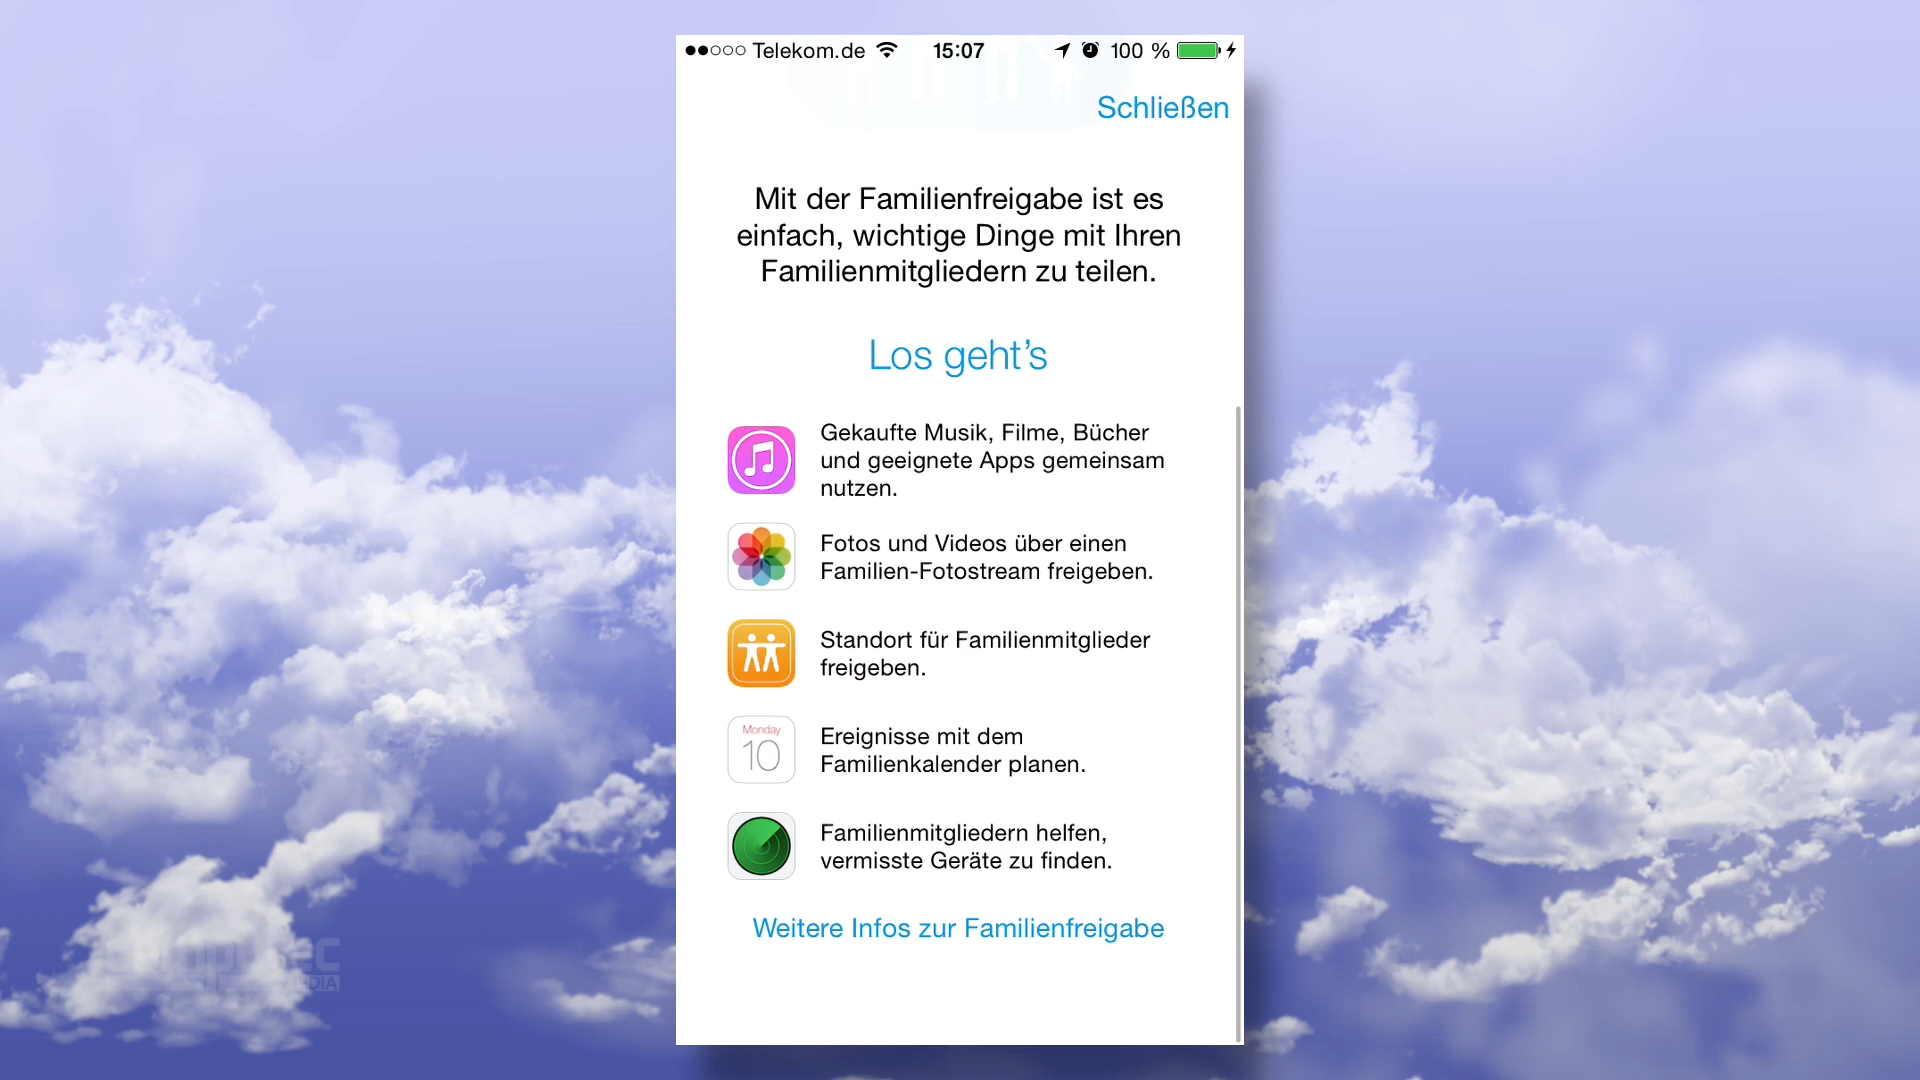 Telekom.de 15:07 100 %
Schließen
Mit der Familienfreigabe ist es
einfach, wichtige Dinge mit Ihren
Familienmitgliedern zu teilen.
Los geht’s
Gekaufte Musik, Filme, Bücher
und geeignete Apps gemeinsam
nutzen.
Fotos und Videos über einen
Familien-Fotostream freigeben.
Standort für Familienmitglieder
freigeben.
Monday
10
Ereignisse mit dem
Familienkalender planen.
Familienmitgliedern helfen,
vermisste Geräte zu finden.
Weitere Infos zur Familienfreigabe